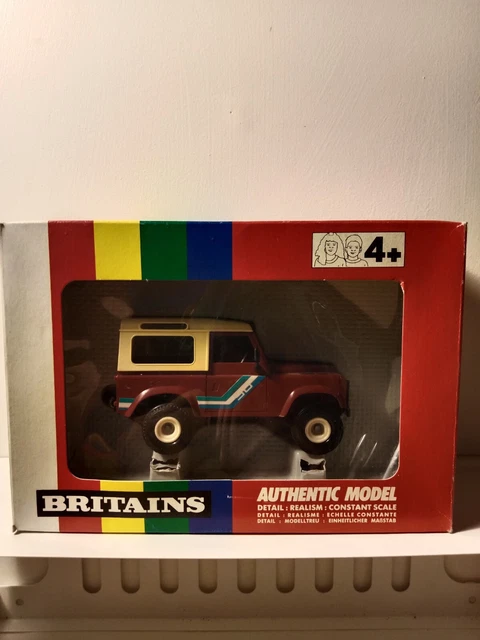 4+
BRITAINS
AUTHENTIC MODEL
DETAIL : REALISM : CONSTANT SCALE
DETAIL : REALISME : ECHELLE CONSTANTE
DETAIL : MODELLTREU : EINHEITLICHER MAßSTAB